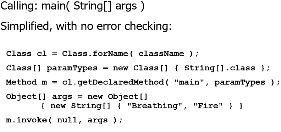 Calling: main( String[] args )
Simplified, with no error checking:
Class cl = Class.forName( className );
Class[] paramTypes = new Class[] { String[].class };
Method m = cl.getDeclaredMethod( "main", paramTypes );
Object[] args = new Object[]
{ new String[] { "Breathing", "Fire" } }
m.invoke( null, args );